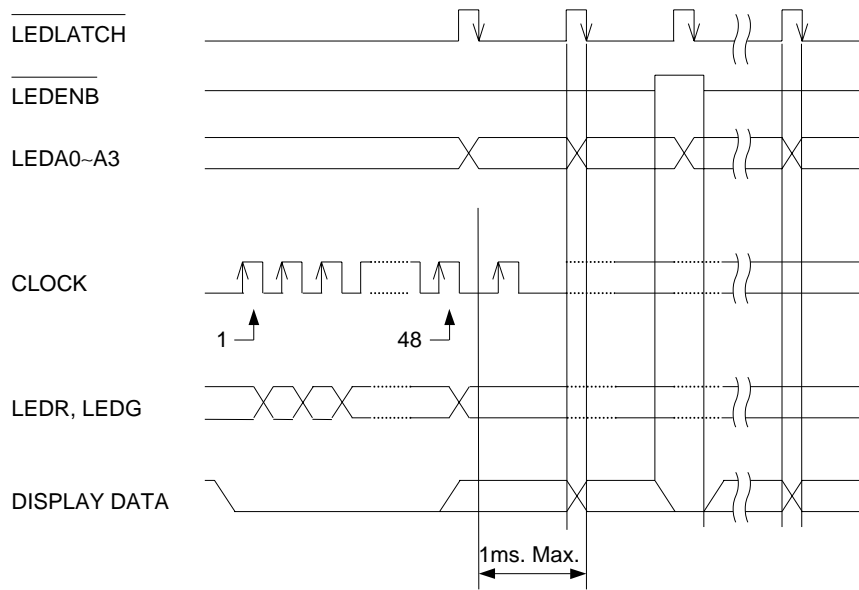 LEDLATCH
LEDENB
LEDA0~A3
CLOCK
1
48
LEDR, LEDG
DISPLAY DATA
1ms. Max.